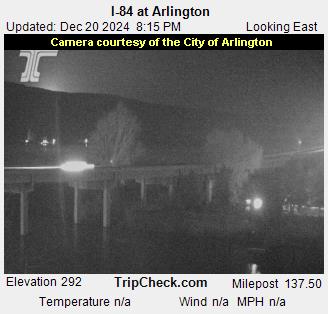 I-84 at Arlington
Updated: Dec 20 2024 8:15 PM Looking East
Camera courtesy of the City of Arlington
Elevation 292 TripCheck.com Milepost 137.50
Temperature n/a Wind n/a MPH n/a